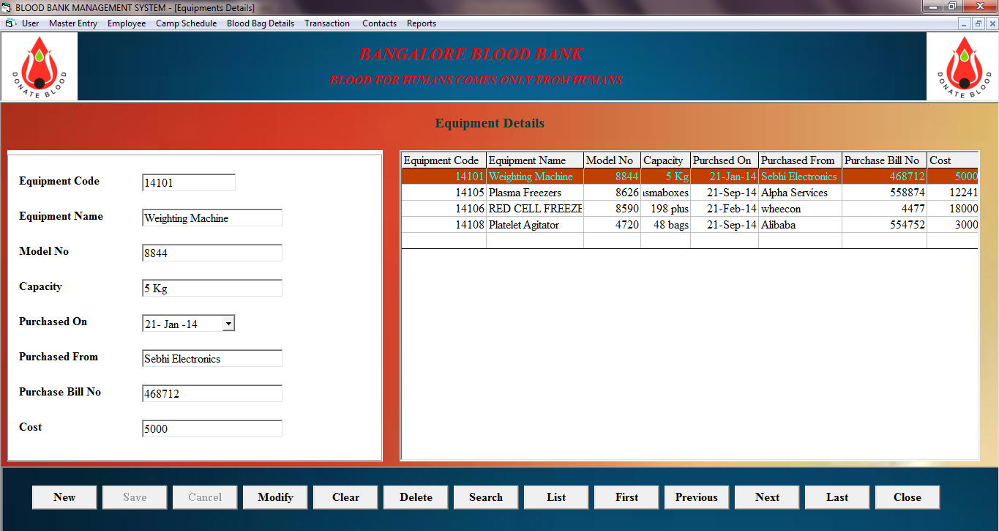 BLOOD BANK MANAGEMENT SYSTEM - [Equipments Details]
User Master Entry Employee Camp Schedule Blood Bag Details Transaction Contacts Reports
DONATE BLOOD
BANGALORE BLOOD BANK
BLOOD FOR HUMANS COMES ONLY FROM HUMANS
DONATE BLOOD
Equipment Details
Equipment Code 14101
Equipment Name Weighting Machine
Model No 8844
Capacity 5 Kg
Purchased On 21- Jan -14
Purchased From Sebhi Electronics
Purchase Bill No 468712
Cost 5000
Equipment Code Equipment Name Model No Capacity Purchsed On Purchased From Purchase Bill No Cost
14101 Weighting Machine 8844 5 Kg 21-Jan-14 Sebhi Electronics 468712 5000
14105 Plasma Freezers 8626 smaboxes 21-Sep-14 Alpha Services 558874 12241
14106 RED CELL FREEZE 8590 198 plus 21-Feb-14 wheecon 4477 18000
14108 Platelet Agitator 4720 48 bags 21-Sep-14 Alibaba 554752 3000
New Save Cancel Modify Clear Delete Search List First Previous Next Last Close